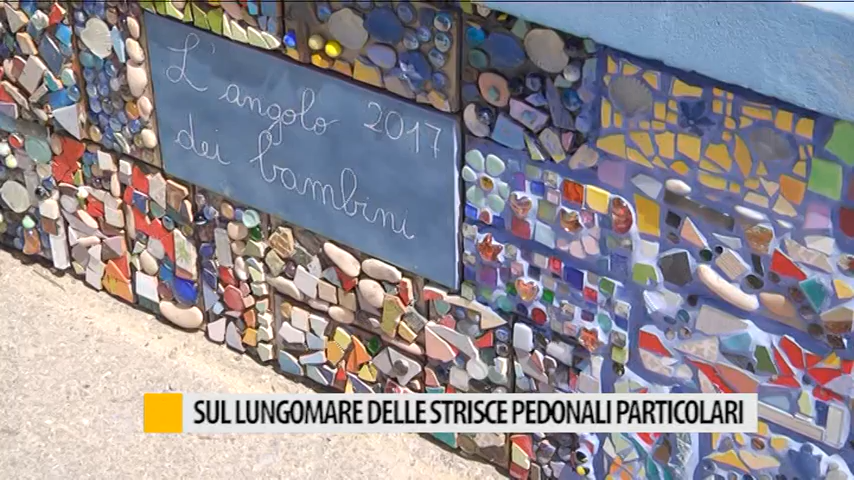 L'angolo 2017
dei bambini
SUL LUNGOMARE DELLE STRISCE PEDONALI PARTICOLARI